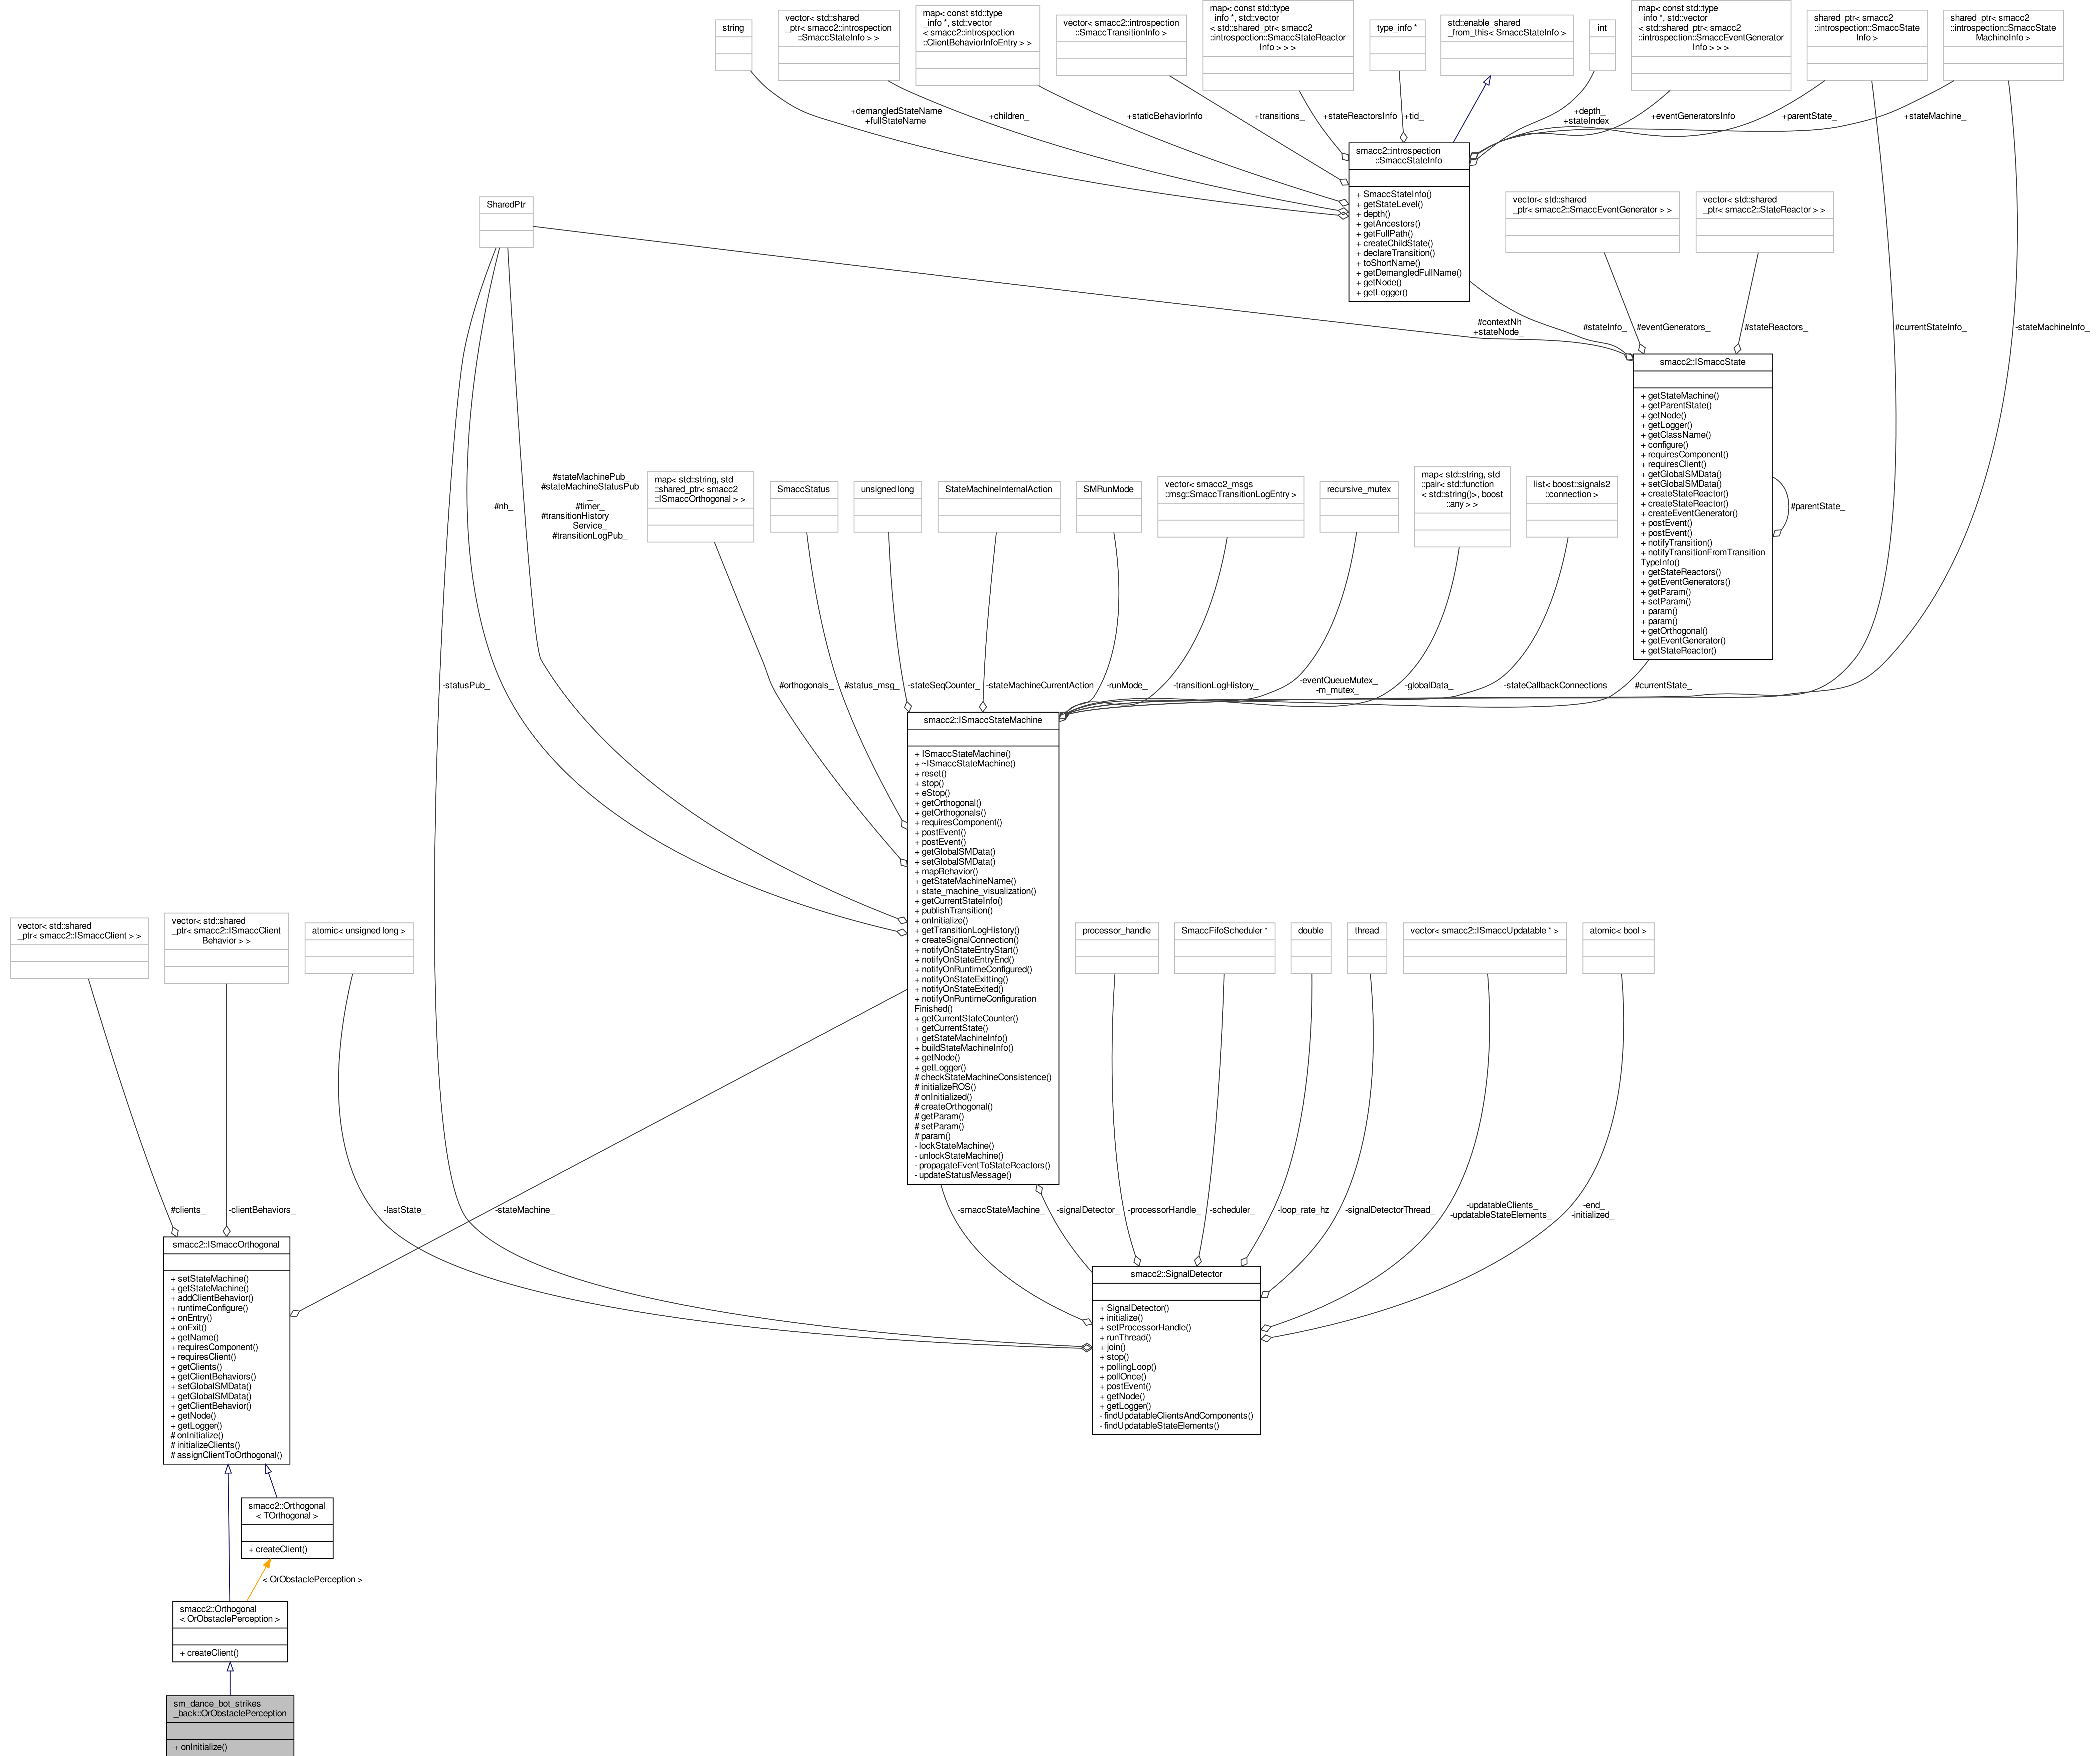 string
vector< std::shared
_ptr< smacc2::introspection
::SmaccStateInfo > >
map< const std::type
_info *, std::vector
< smacc2::introspection
::ClientBehaviorInfoEntry > >
vector< smacc2::introspection
::SmaccTransitionInfo >
map< const std::type
_info *, std::vector
< std::shared_ptr< smacc2
::introspection::SmaccStateReactor
Info > > >
type_info *
std::enable_shared
_from_this< SmaccStateInfo >
int
map< const std::type
_info *, std::vector
< std::shared_ptr< smacc2
::introspection::SmaccEventGenerator
Info > > >
shared_ptr< smacc2
::introspection::SmaccState
Info >
shared_ptr< smacc2
::introspection::SmaccState
MachineInfo >
+demangledStateName
+fullStateName
+children_
+staticBehaviorInfo
+transitions_
+stateReactorsInfo
+tid_
+depth_
+stateIndex_
+eventGeneratorsInfo
+parentState_
+stateMachine_
smacc2::introspection
::SmaccStateInfo
+ SmaccStateInfo()
+ getStateLevel()
+ depth()
+ getAncestors()
+ getFullPath()
+ createChildState()
+ declareTransition()
+ toShortName()
+ getDemangledFullName()
+ getNode()
+ getLogger()
SharedPtr
vector< std::shared
_ptr< smacc2::SmaccEventGenerator > >
vector< std::shared
_ptr< smacc2::StateReactor > >
#contextNh
+stateNode_
#stateInfo_
#eventGenerators_
#stateReactors_
#currentStateInfo_
-stateMachineInfo_
smacc2::ISmaccState
+ getStateMachine()
+ getParentState()
+ getNode()
+ getLogger()
+ getClassName()
+ configure()
+ requiresComponent()
+ requiresClient()
+ getGlobalSMData()
+ setGlobalSMData()
+ createStateReactor()
+ createStateReactor()
+ createEventGenerator()
+ postEvent()
+ postEvent()
+ notifyTransition()
+ notifyTransitionFromTransition
TypeInfo()
+ getStateReactors()
+ getEventGenerators()
+ getParam()
+ setParam()
+ param()
+ param()
+ getOrthogonal()
+ getEventGenerator()
+ getStateReactor()
#parentState_
#nh_
#stateMachinePub_
#stateMachineStatusPub
_
#timer_
#transitionHistory
Service_
#transitionLogPub_
map< std::string, std
::shared_ptr< smacc2
::ISmaccOrthogonal > >
SmaccStatus
unsigned long
StateMachineInternalAction
SMRunMode
vector< smacc2_msgs
::msg::SmaccTransitionLogEntry >
recursive_mutex
map< std::string, std
::pair< std::function
< std::string()>, boost
::any > >
list< boost::signals2
::connection >
-statusPub_
#orthogonals_
#status_msg_
-stateSeqCounter_
-stateMachineCurrentAction
-runMode_
-transitionLogHistory_
-eventQueueMutex_
-m_mutex_
-globalData_
-stateCallbackConnections
#currentState_
smacc2::ISmaccStateMachine
+ ISmaccStateMachine()
+ ~ISmaccStateMachine()
+ reset()
+ stop()
+ eStop()
+ getOrthogonal()
+ getOrthogonals()
+ requiresComponent()
+ postEvent()
+ postEvent()
+ getGlobalSMData()
+ setGlobalSMData()
+ mapBehavior()
+ getStateMachineName()
+ state_machine_visualization()
+ getCurrentStateInfo()
+ publishTransition()
+ onInitialize()
+ getTransitionLogHistory()
+ createSignalConnection()
+ notifyOnStateEntryStart()
+ notifyOnStateEntryEnd()
+ notifyOnRuntimeConfigured()
+ notifyOnStateExitting()
+ notifyOnStateExited()
+ notifyOnRuntimeConfiguration
Finished()
+ getCurrentStateCounter()
+ getCurrentState()
+ getStateMachineInfo()
+ buildStateMachineInfo()
+ getNode()
+ getLogger()
# checkStateMachineConsistence()
# initializeROS()
# onInitialized()
# createOrthogonal()
# getParam()
# setParam()
# param()
- lockStateMachine()
- unlockStateMachine()
- propagateEventToStateReactors()
- updateStatusMessage()
vector< std::shared
_ptr< smacc2::ISmaccClient > >
vector< std::shared
_ptr< smacc2::ISmaccClient
Behavior > >
atomic< unsigned long >
processor_handle
SmaccFifoScheduler *
double
thread
vector< smacc2::ISmaccUpdatable * >
atomic< bool >
#clients_
-clientBehaviors_
-lastState_
-stateMachine_
-smaccStateMachine_
-signalDetector_
-processorHandle_
-scheduler_
-loop_rate_hz
-signalDetectorThread_
-updatableClients_
-updatableStateElements_
-end_
-initialized_
smacc2::ISmaccOrthogonal
+ setStateMachine()
+ getStateMachine()
+ addClientBehavior()
+ runtimeConfigure()
+ onEntry()
+ onExit()
+ getName()
+ requiresComponent()
+ requiresClient()
+ getClients()
+ getClientBehaviors()
+ setGlobalSMData()
+ getGlobalSMData()
+ getClientBehavior()
+ getNode()
+ getLogger()
# onInitialize()
# initializeClients()
# assignClientToOrthogonal()
smacc2::SignalDetector
+ SignalDetector()
+ initialize()
+ setProcessorHandle()
+ runThread()
+ join()
+ stop()
+ pollingLoop()
+ pollOnce()
+ postEvent()
+ getNode()
+ getLogger()
- findUpdatableClientsAndComponents()
- findUpdatableStateElements()
smacc2::Orthogonal
< TOrthogonal >
+ createClient()
< OrObstaclePerception >
smacc2::Orthogonal
< OrObstaclePerception >
+ createClient()
sm_dance_bot_strikes
_back::OrObstaclePerception
+ onInitialize()